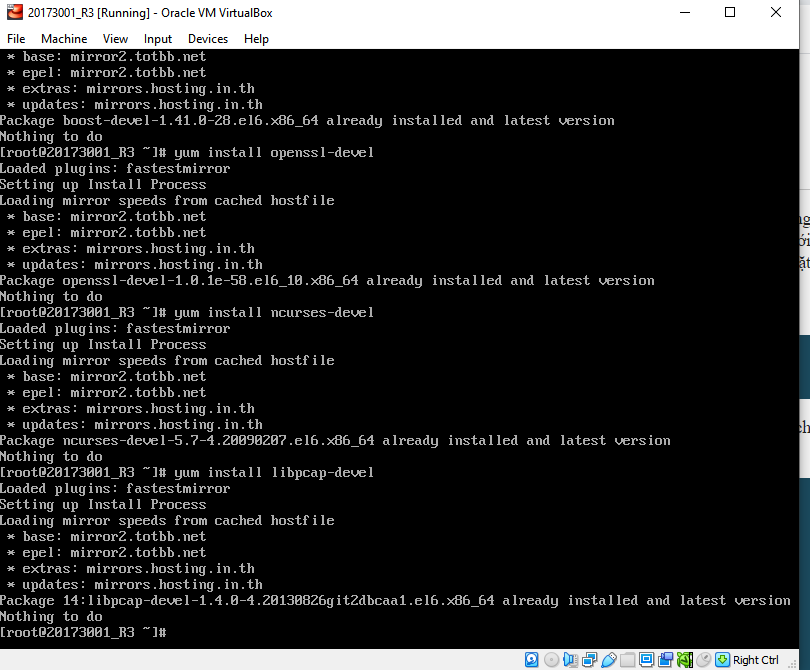 20173001_R3 [Running] - Oracle VM VirtualBox
File Machine View Input Devices Help
* base: mirror2.totbb.net
* epel: mirror2.totbb.net
* extras: mirrors.hosting.in.th
* updates: mirrors.hosting.in.th
Package boost-devel-1.41.0-28.el6.x86_64 already installed and latest version
Nothing to do
[root@20173001_R3 ~]# yum install openssl-devel
Loaded plugins: fastestmirror
Setting up Install Process
Loading mirror speeds from cached hostfile
* base: mirror2.totbb.net
* epel: mirror2.totbb.net
* extras: mirrors.hosting.in.th
* updates: mirrors.hosting.in.th
Package openssl-devel-1.0.1e-58.el6_10.x86_64 already installed and latest version
Nothing to do
[root@20173001_R3 ~]# yum install ncurses-devel
Loaded plugins: fastestmirror
Setting up Install Process
Loading mirror speeds from cached hostfile
* base: mirror2.totbb.net
* epel: mirror2.totbb.net
* extras: mirrors.hosting.in.th
* updates: mirrors.hosting.in.th
Package ncurses-devel-5.7-4.20090207.el6.x86_64 already installed and latest version
Nothing to do
[root@20173001_R3 ~]# yum install libpcap-devel
Loaded plugins: fastestmirror
Setting up Install Process
Loading mirror speeds from cached hostfile
* base: mirror2.totbb.net
* epel: mirror2.totbb.net
* extras: mirrors.hosting.in.th
* updates: mirrors.hosting.in.th
Package 14:libpcap-devel-1.4.0-4.20130826git2dbcaa1.el6.x86_64 already installed and latest version
Nothing to do
[root@20173001_R3 ~]#
Right Ctrl